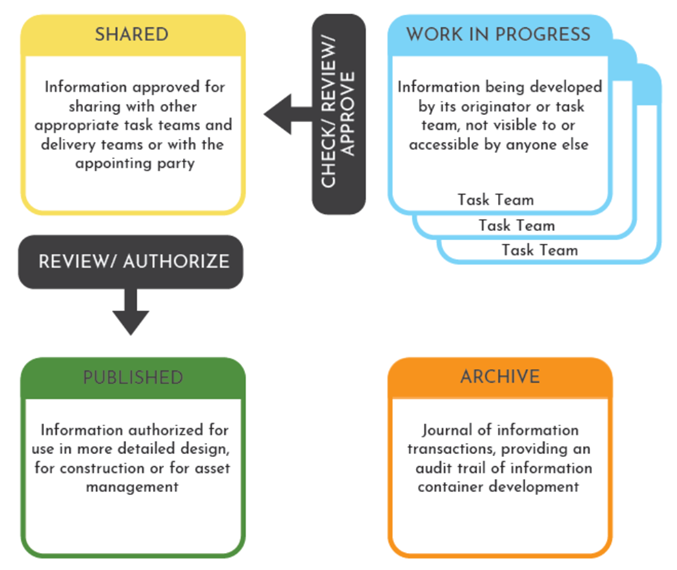 SHARED
Information approved for
sharing with other
appropriate task teams and
delivery teams or with the
appointing party
CHECK/ REVIEW/
APPROVE
WORK IN PROGRESS
Information being developed
by its originator or task
team, not visible to or
accessible by anyone else
Task Team
Task Team
Task Team
REVIEW/ AUTHORIZE
PUBLISHED
Information authorized for
use in more detailed design,
for construction or for asset
management
ARCHIVE
Journal of information
transactions, providing an
audit trail of information
container development